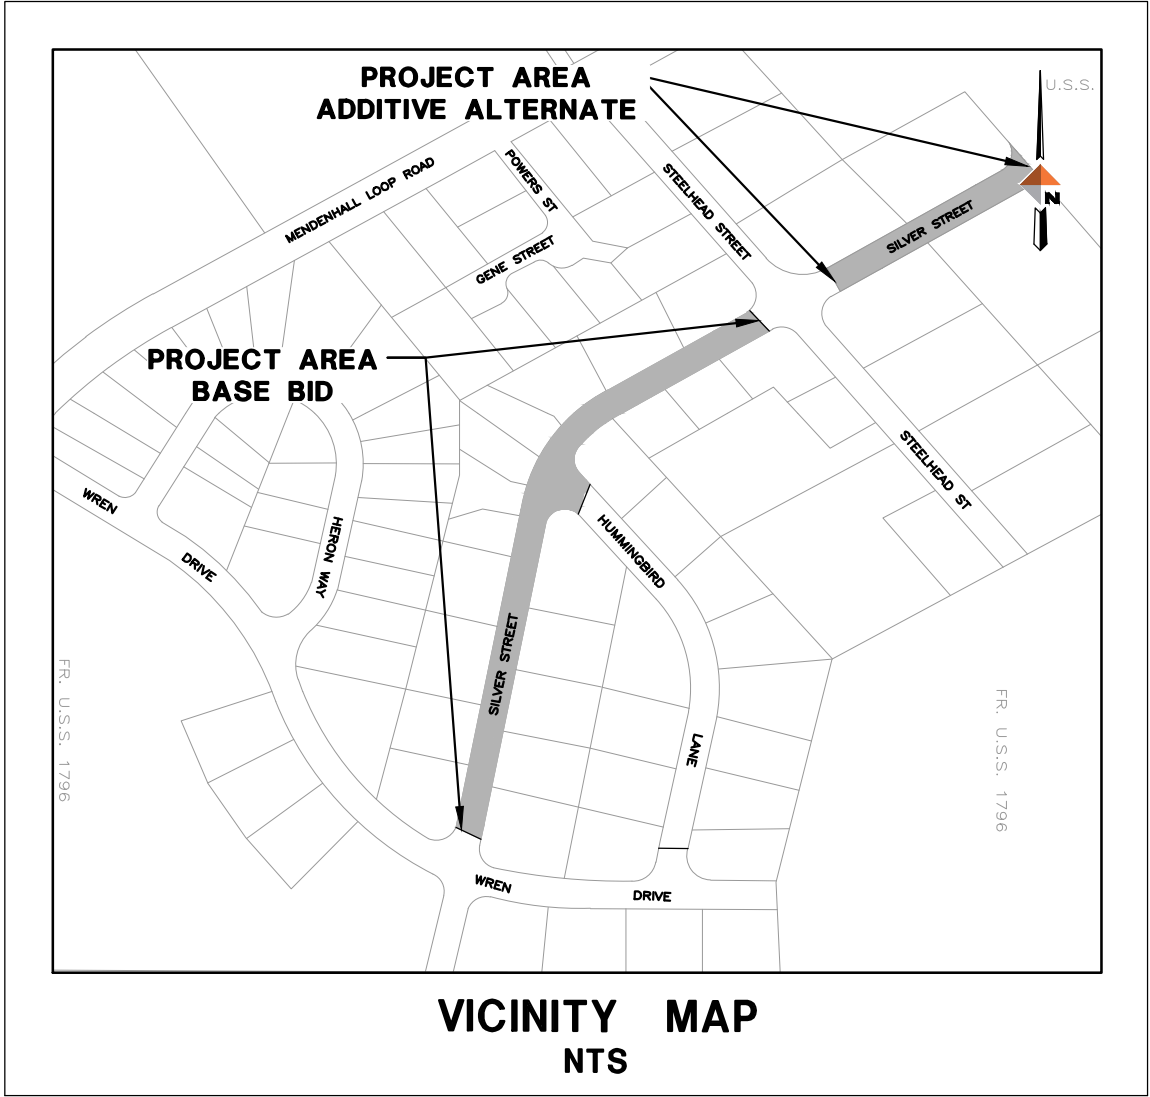 PROJECT AREA
ADDITIVE ALTERNATE
U.S.S.
MENDENHALL LOOP ROAD
POWERS ST
STEELHEAD STREET
SILVER STREET
N
GENE STREET
PROJECT AREA
BASE BID
STEELHEAD ST
WREN
DRIVE
HERON WAY
HUMMINGBIRD
LANE
SILVER STREET
FR. U.S.S. 1796
FR. U.S.S. 1796
WREN
DRIVE
VICINITY MAP
NTS